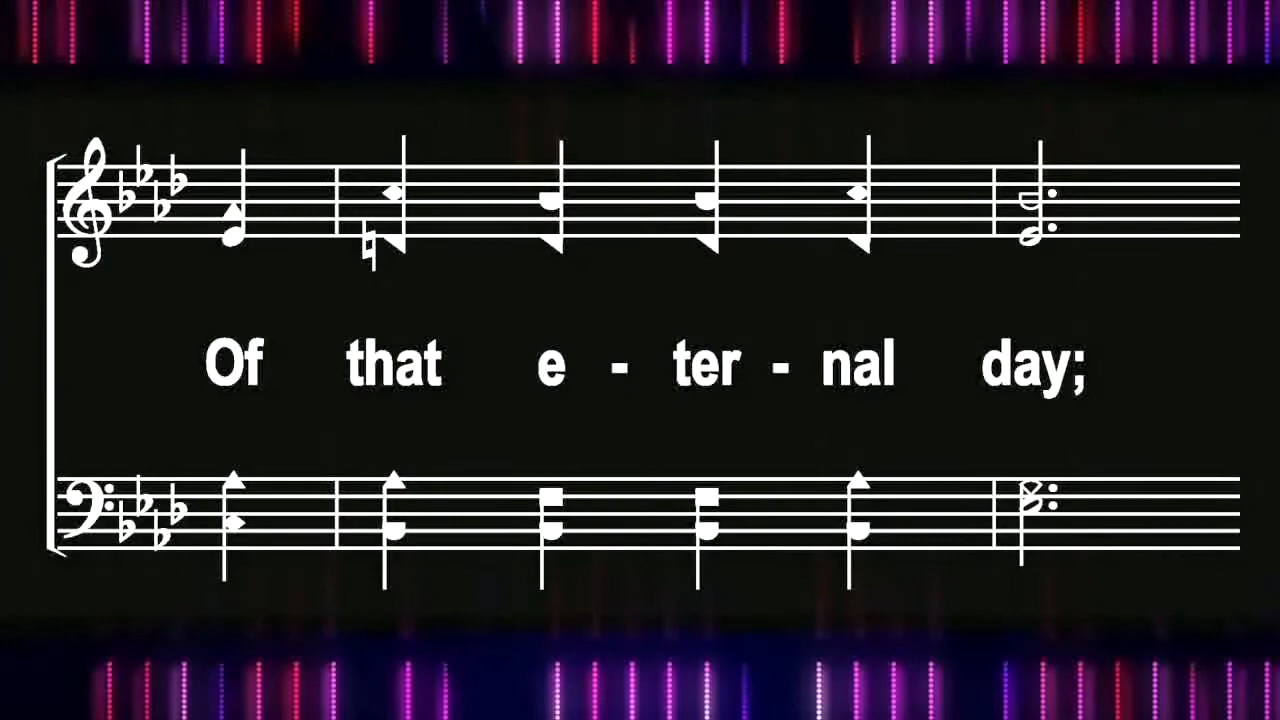 Of that e - ter - nal day;